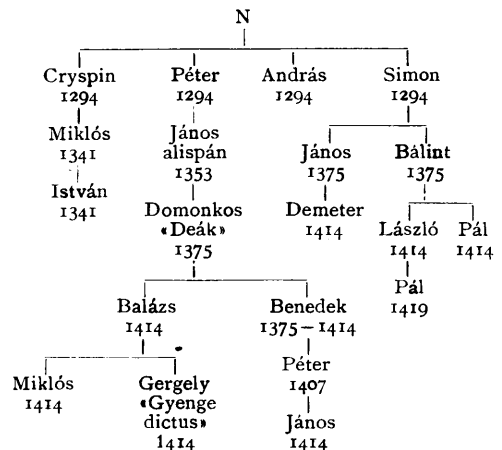 N
Cryspin Péter András Simon
1294 1294 1294 1294
Miklós János János Bálint
1341 alispán 1375 1375
István 1353
1341 Domonkos Demeter László Pál
«Deák» 1414 1414 1414
1375 Pál
1419
Balázs Benedek
1414 1375–1414
Miklós Gergely Péter
1414 «Gyenge 1407
dictus» János
1414 1414